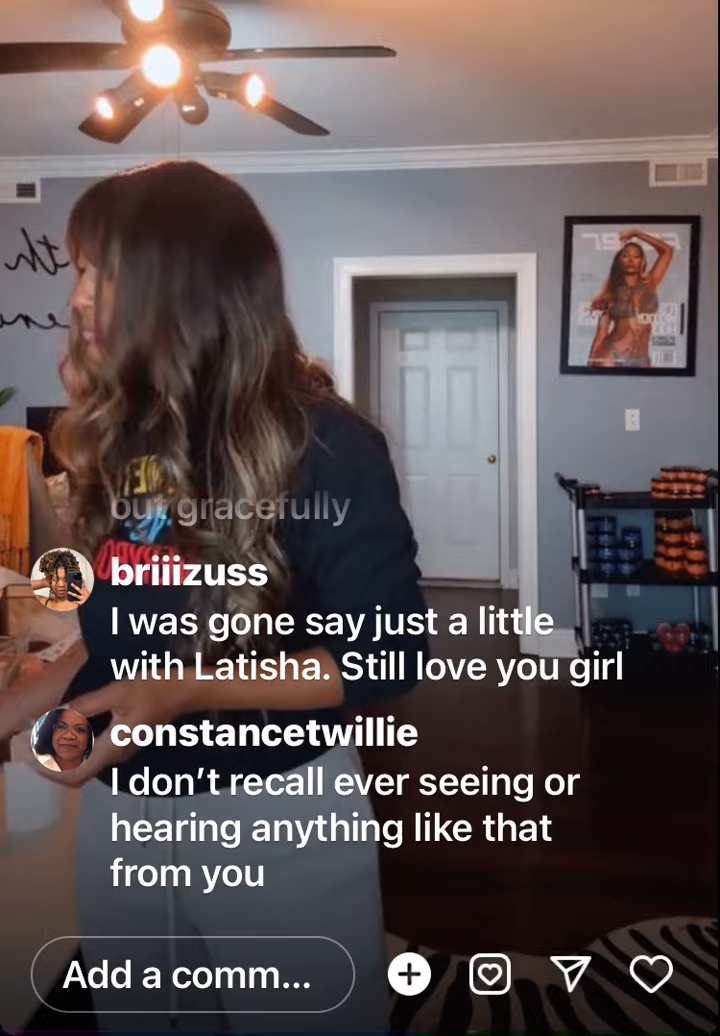 out gracefully
briiizuss
I was gone say just a little
with Latisha. Still love you girl
constancetwillie
I don't recall ever seeing or
hearing anything like that
from you
Add a comm...